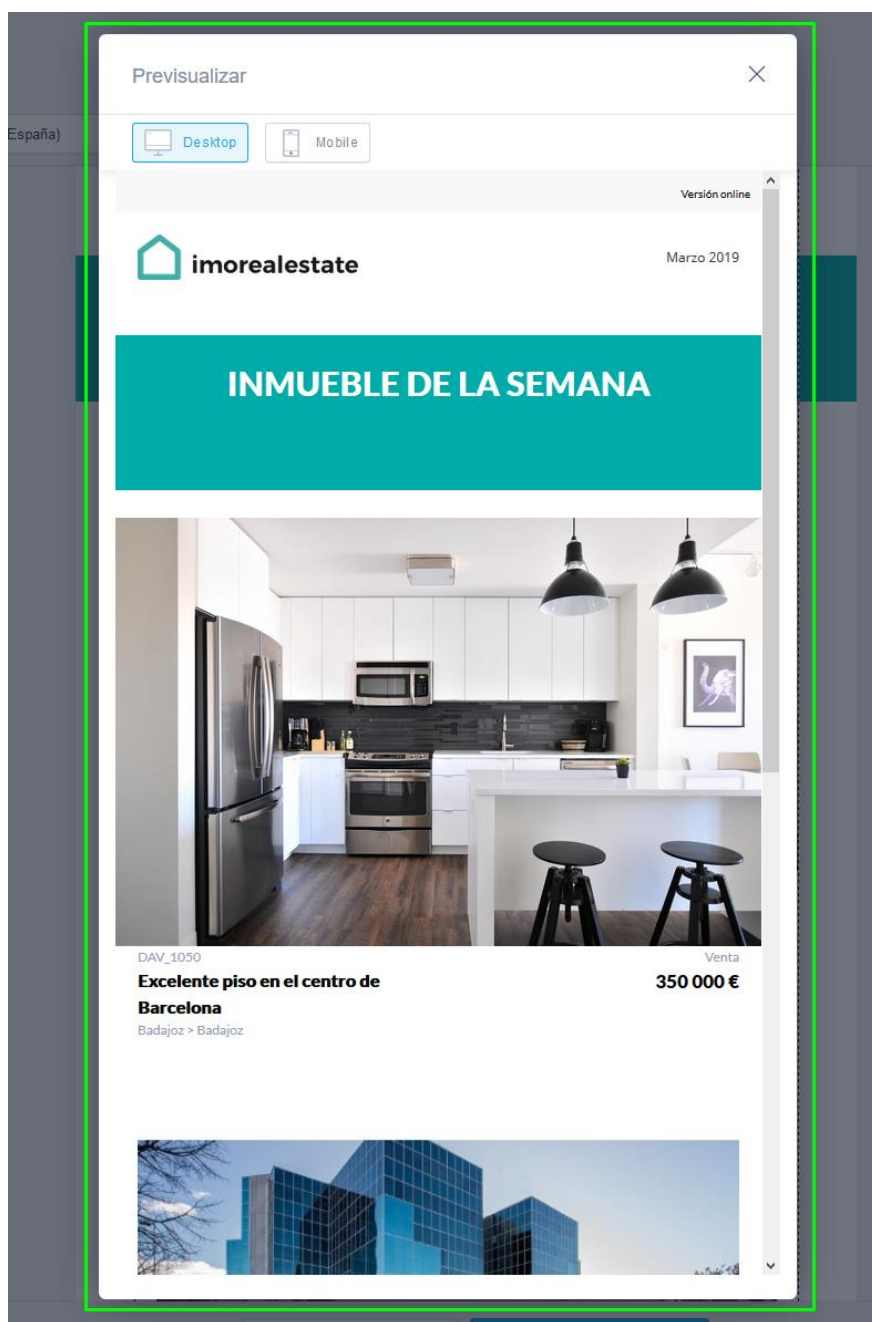 España)
Previsualizar
Desktop
Mobile
Versión online
imorealestate
Marzo 2019
INMUEBLE DE LA SEMANA
DAV_1050
Venta
Excelente piso en el centro de
Barcelona
350 000 €
Badajoz > Badajoz